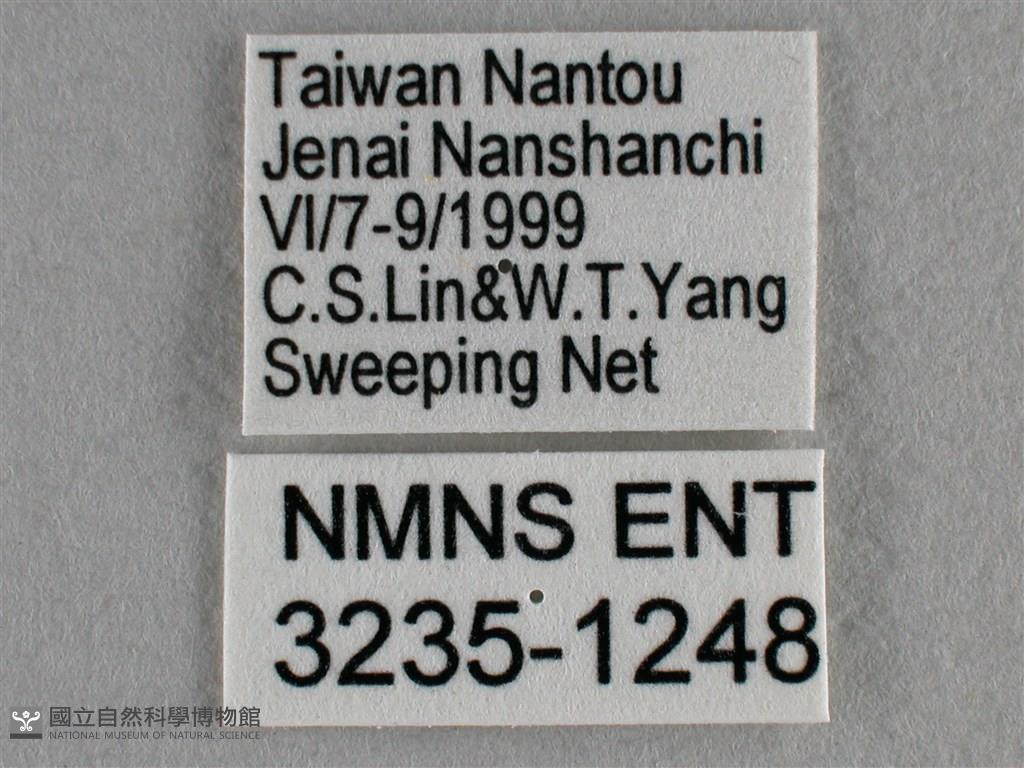 Taiwan Nantou
Jenai Nanshanchi
VI/7-9/1999
C.S.Lin&W.T.Yang
Sweeping Net
NMNS ENT
3235-1248
國立自然科學博物館
NATIONAL MUSEUM OF NATURAL SCIENCE